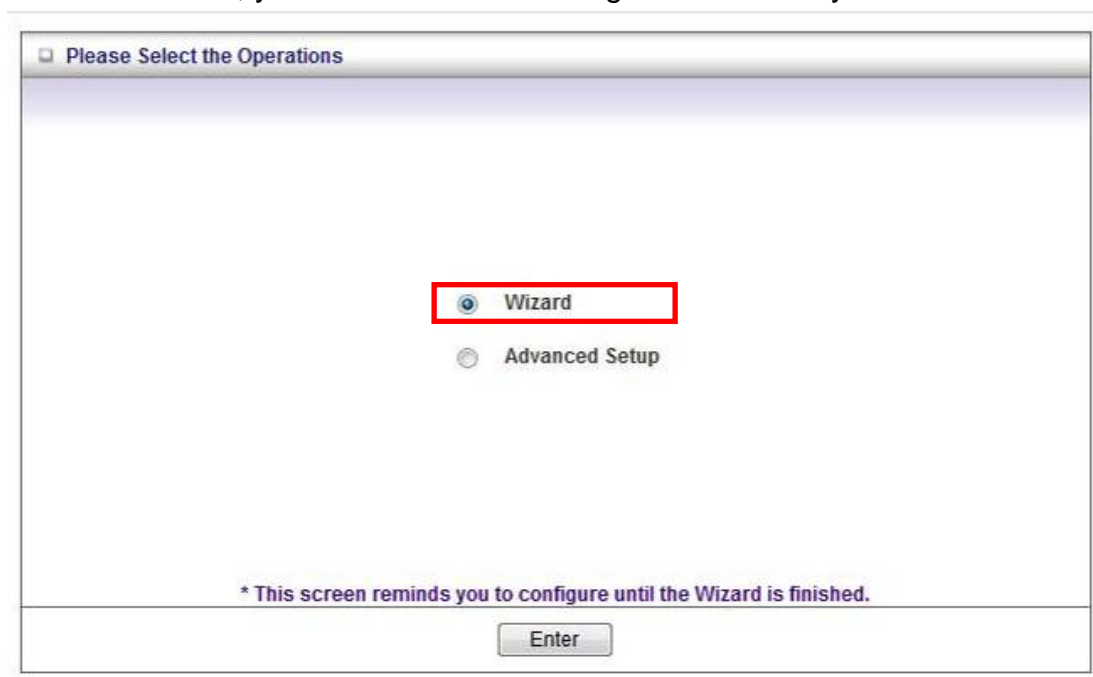 Please Select the Operations
Wizard
Advanced Setup
* This screen reminds you to configure until the Wizard is finished.
Enter